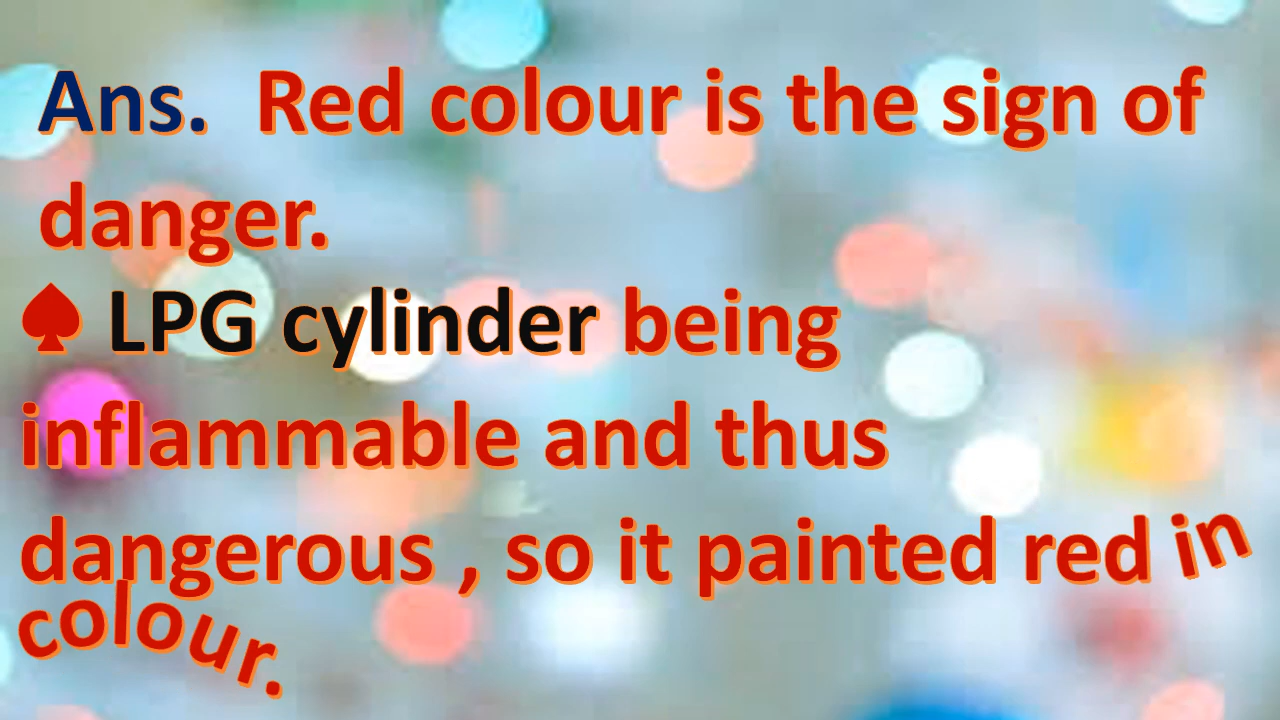 Ans. Red colour is the sign of
danger.
♠ LPG cylinder being
inflammable and thus
dangerous , so it painted red in
colour.